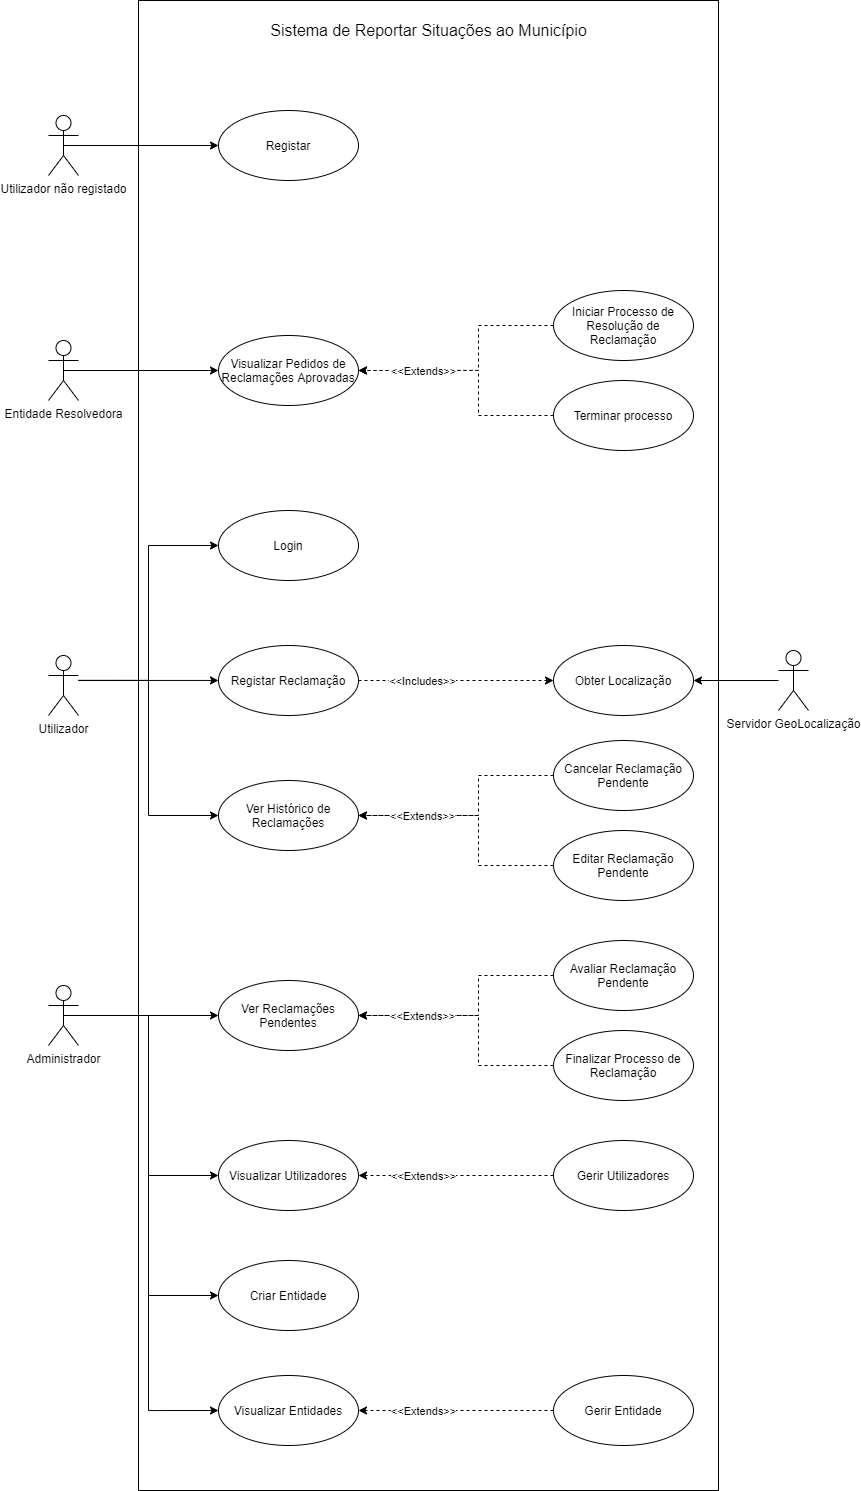 Sistema de Reportar Situações ao Município
Registar
Utilizador não registado
Iniciar Processo de
Resolução de
Reclamação
Visualizar Pedidos de
Reclamações Aprovadas
<<Extends>>
Entidade Resolvedora
Terminar processo
Login
Registar Reclamação
<<Includes>>
Obter Localização
Utilizador
Servidor GeoLocalização
Cancelar Reclamação
Pendente
Ver Histórico de
Reclamações
<<Extends>>
Editar Reclamação
Pendente
Avaliar Reclamação
Pendente
Ver Reclamações
Pendentes
<<Extends>>
Administrador
Finalizar Processo de
Reclamação
Visualizar Utilizadores
<<Extends>>
Gerir Utilizadores
Criar Entidade
Visualizar Entidades
<<Extends>>
Gerir Entidade